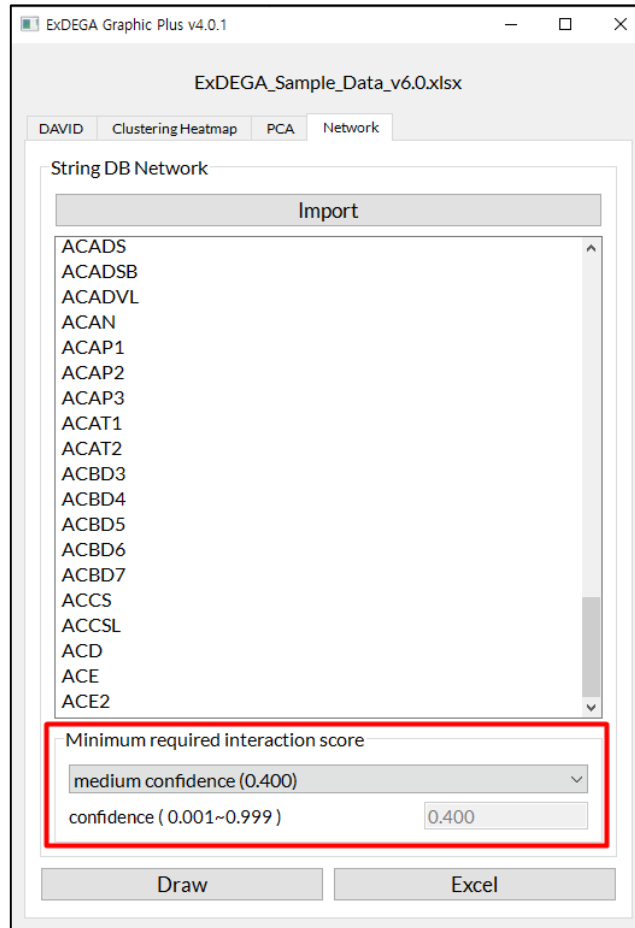 ExDEGA Graphic Plus v4.0.1
ExDEGA_Sample_Data_v6.0.xlsx
DAVID Clustering Heatmap PCA Network
String DB Network
Import
ACADS
ACADSB
ACADVL
ACAN
ACAP1
ACAP2
ACAP3
ACAT1
ACAT2
ACBD3
ACBD4
ACBD5
ACBD6
ACBD7
ACCS
ACCSL
ACD
ACE
ACE2
Minimum required interaction score
medium confidence (0.400)
confidence ( 0.001~0.999 ) 0.400
Draw Excel